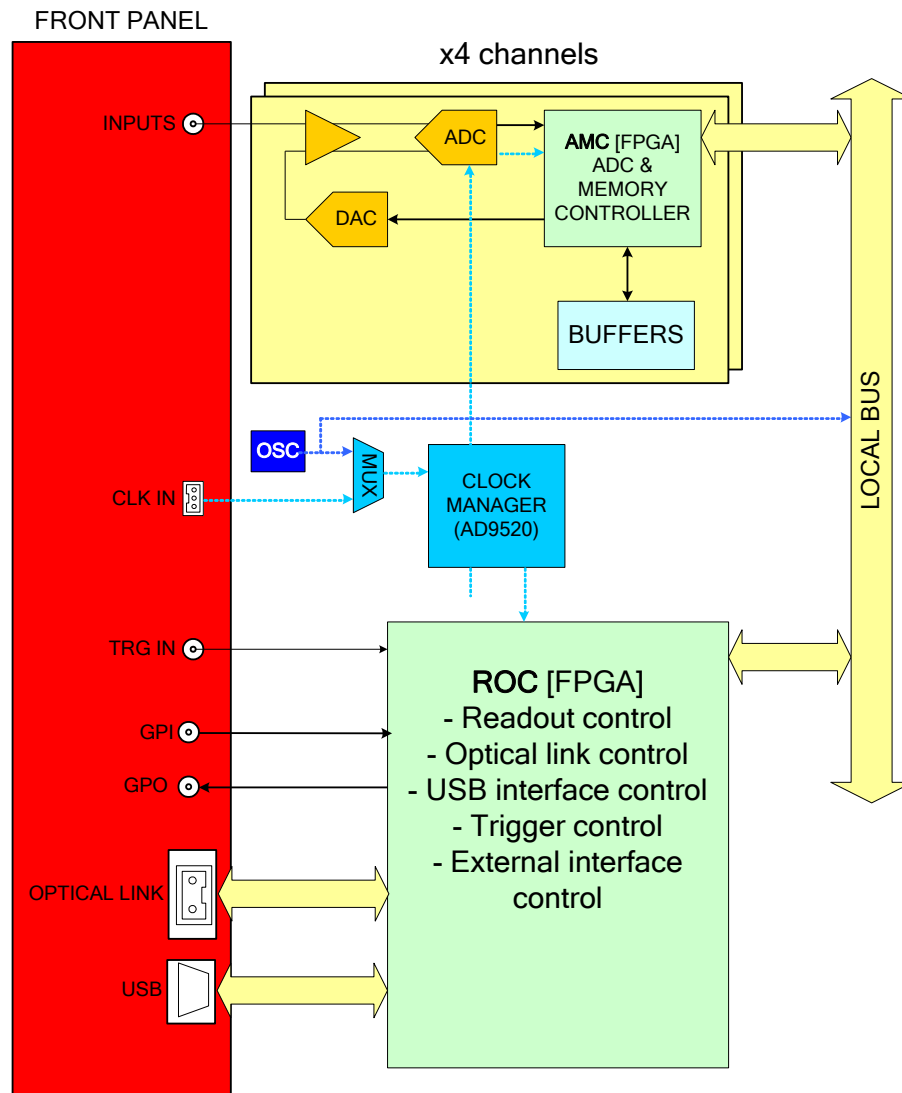 FRONT PANEL
x4 channels
INPUTS
ADC
AMC [FPGA]
ADC &
MEMORY
CONTROLLER
DAC
BUFFERS
LOCAL BUS
OSC
MUX
CLK IN
CLOCK
MANAGER
(AD9520)
TRG IN
ROC [FPGA]
- Readout control
- Optical link control
- USB interface control
- Trigger control
- External interface
control
GPI
GPO
OPTICAL LINK
USB